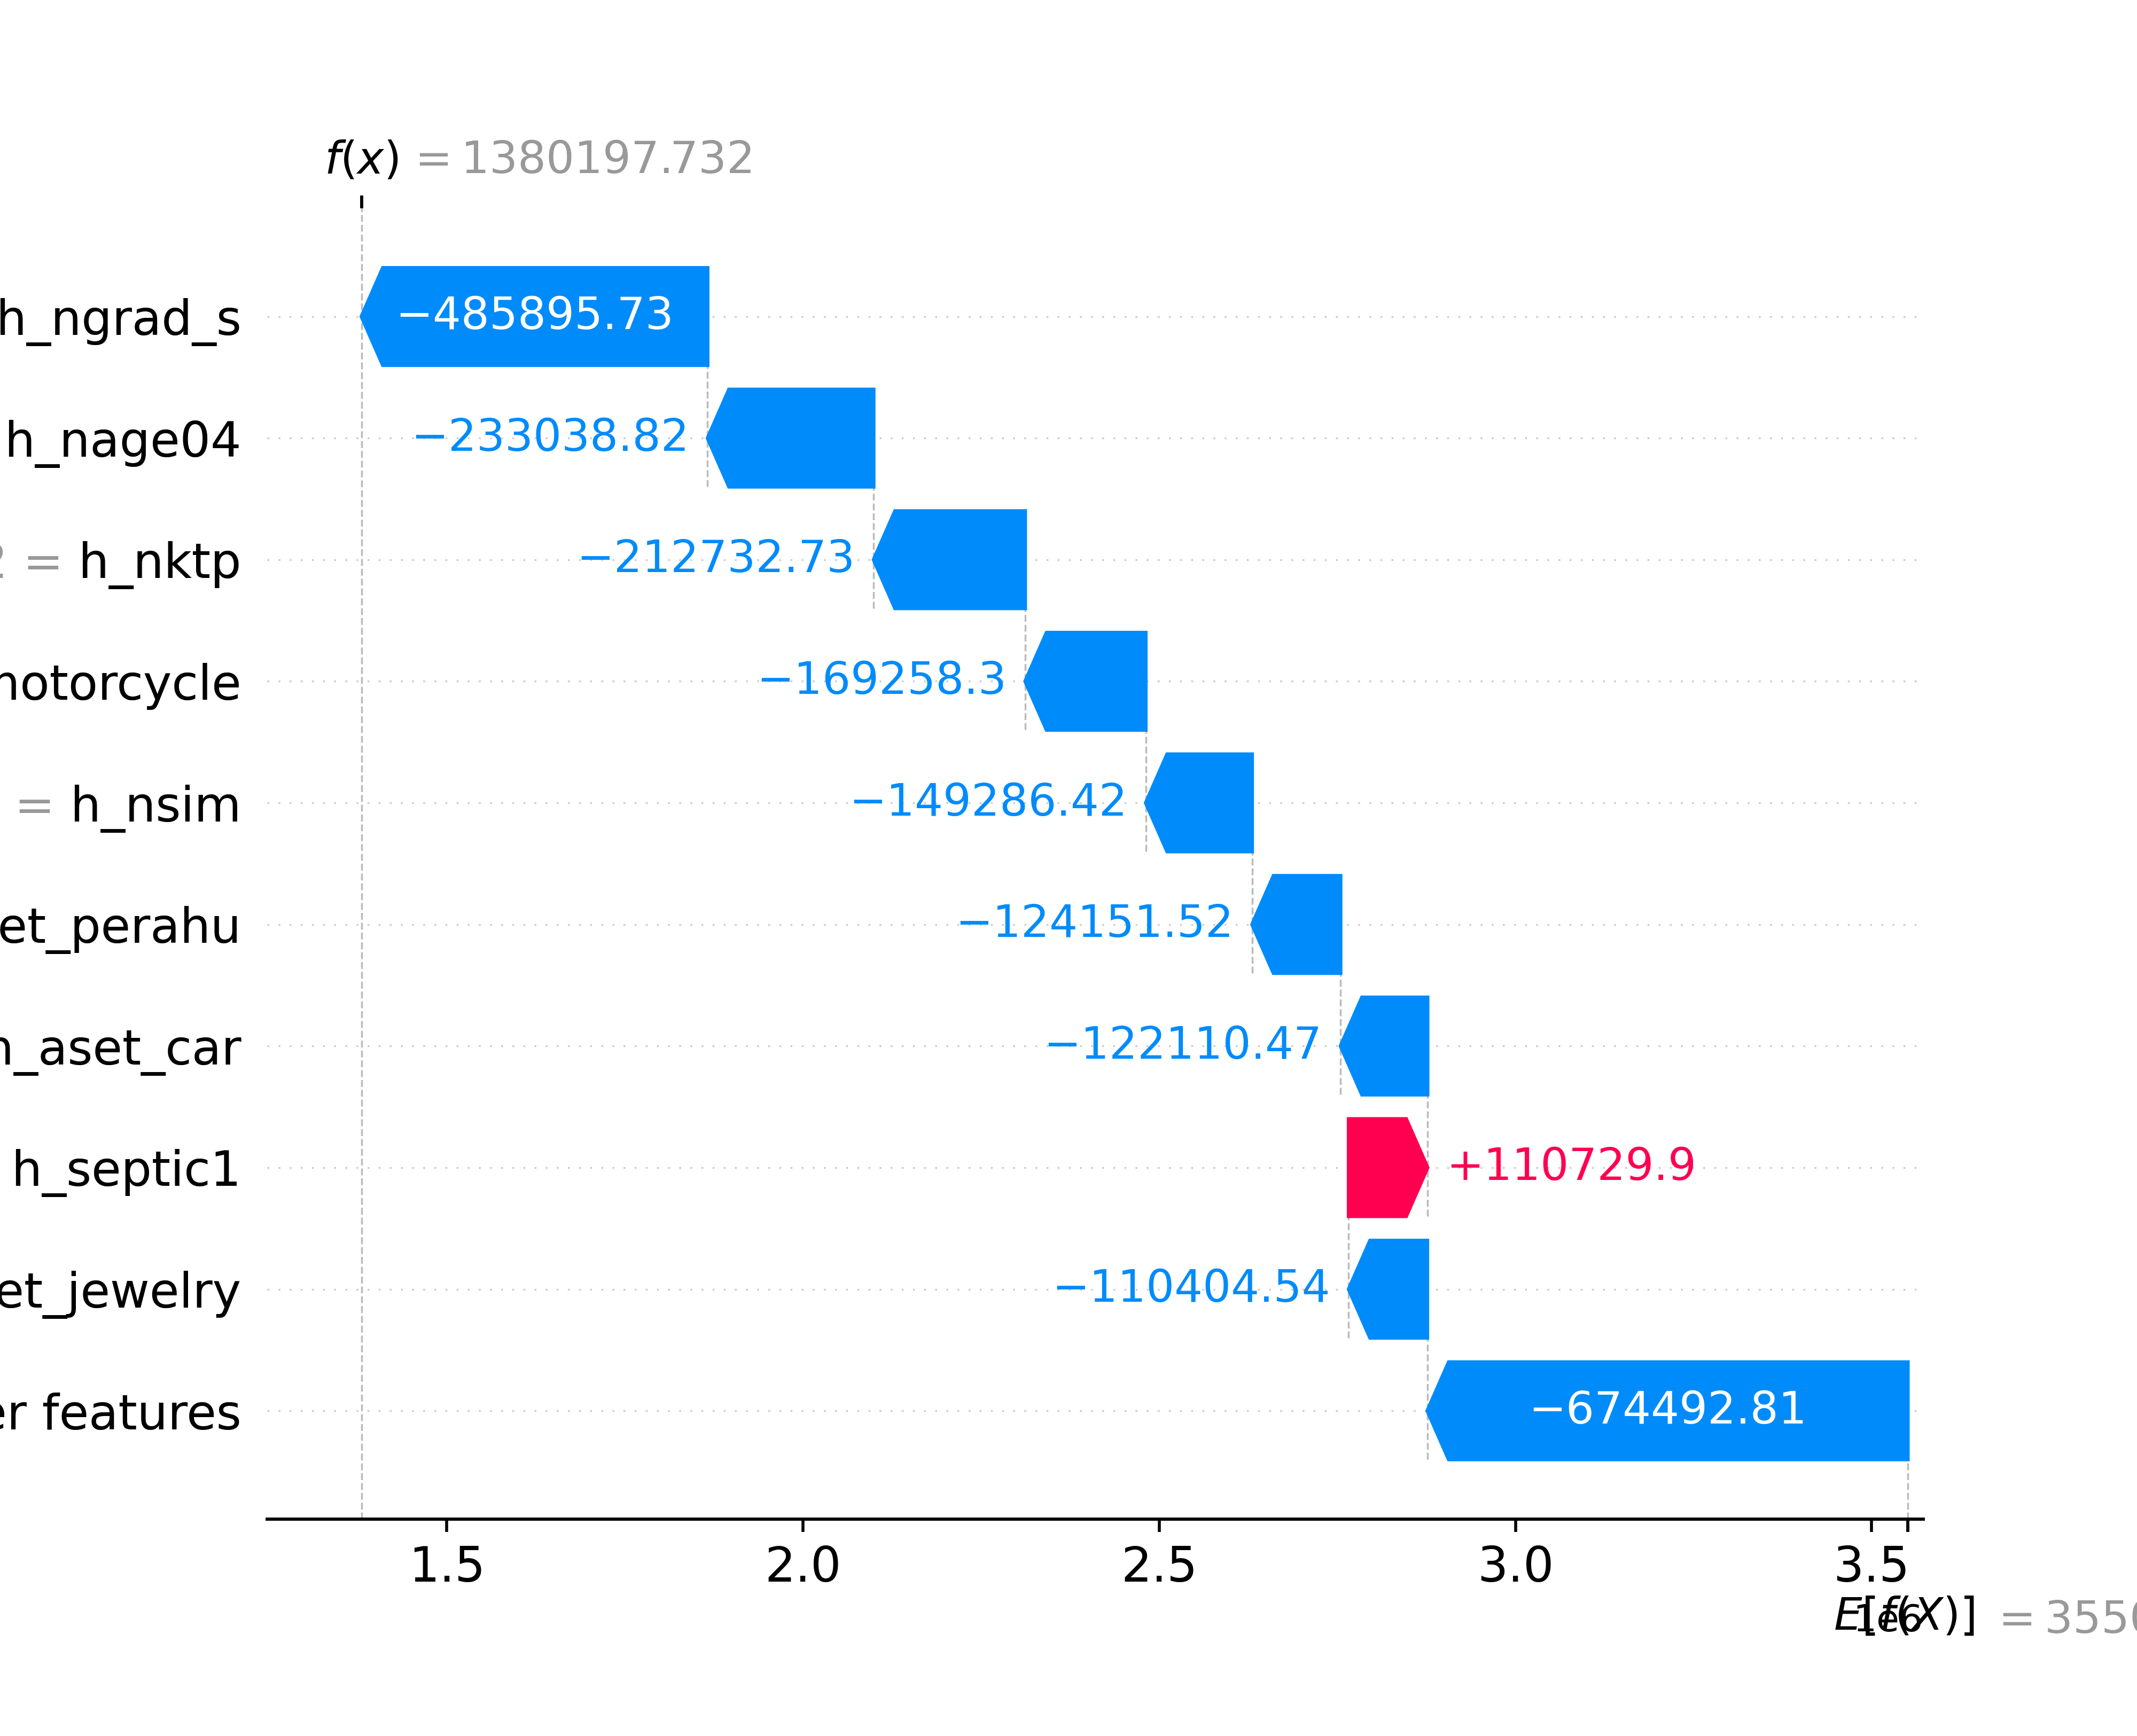 f(x) = 1380197.732
h_ngrad_s
−485895.73
h_nage04
−233038.82
= h_nktp
−212732.73
motorcycle
−169258.3
= h_nsim
−149286.42
et_perahu
−124151.52
_aset_car
−122110.47
h_septic1
+110729.9
et_jewelry
−110404.54
er features
−674492.81
1.5 2.0 2.5 3.0 3.5
1e6
E[f(X)] = 3550